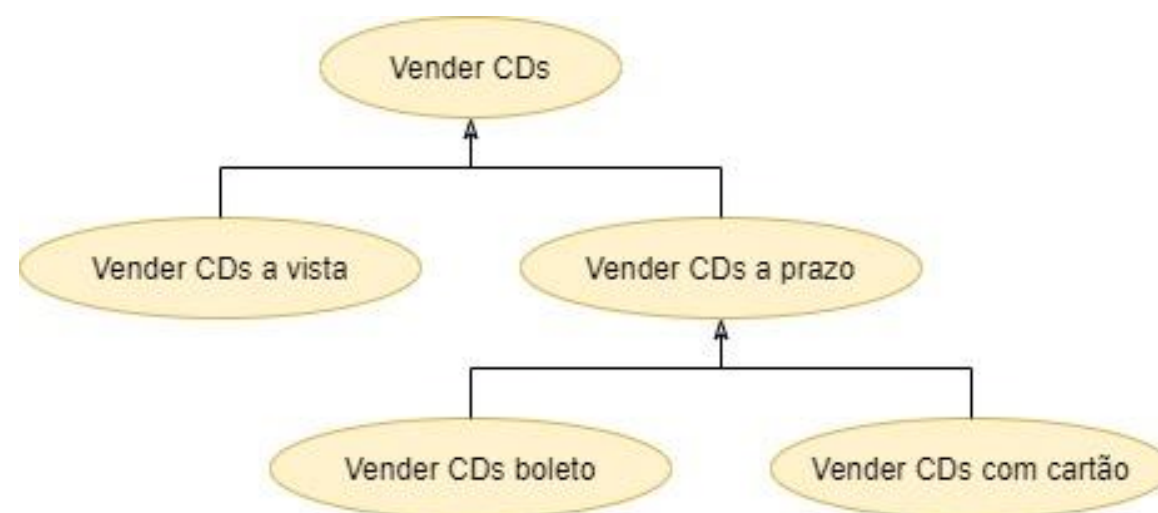 Vender CDs
Vender CDs a vista
Vender CDs a prazo
Vender CDs boleto
Vender CDs com cartão